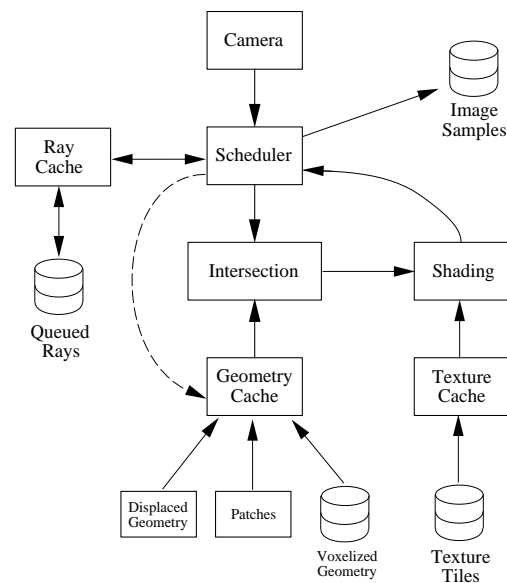 Camera
Image
Samples
Ray
Cache
Scheduler
Intersection
Shading
Queued
Rays
Geometry
Cache
Texture
Cache
Displaced
Geometry
Patches
Voxelized
Geometry
Texture
Tiles